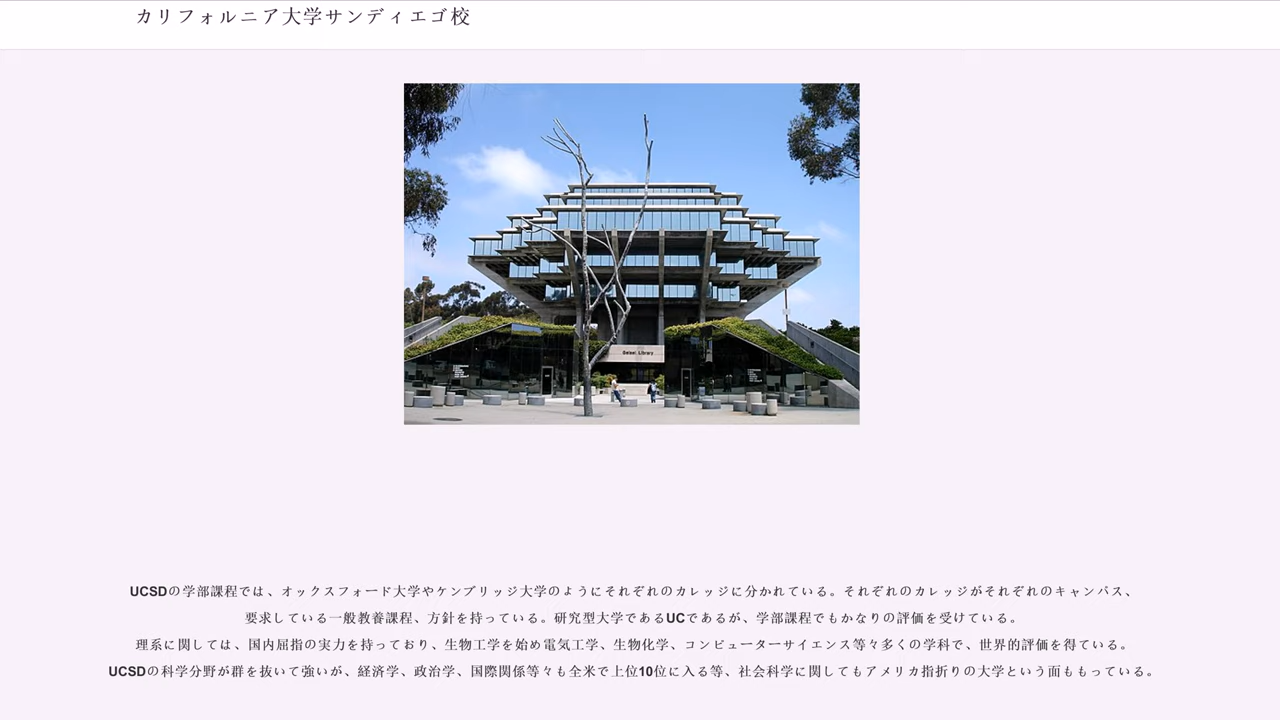 カリフォルニア大学サンディエゴ校
Geisel Library
UCSDの学部課程では、オックスフォード大学やケンブリッジ大学のようにそれぞれのカレッジに分かれている。それぞれのカレッジがそれぞれのキャンパス、
要求している一般教養課程、方針を持っている。研究型大学であるUCであるが、学部課程でもかなりの評価を受けている。
理系に関しては、国内屈指の実力を持っており、生物工学を始め電気工学、生物化学、コンピューターサイエンス等々多くの学科で、世界的評価を得ている。
UCSDの科学分野が群を抜いて強いが、経済学、政治学、国際関係等々も全米で上位10位に入る等、社会科学に関してもアメリカ指折りの大学という面ももっている。